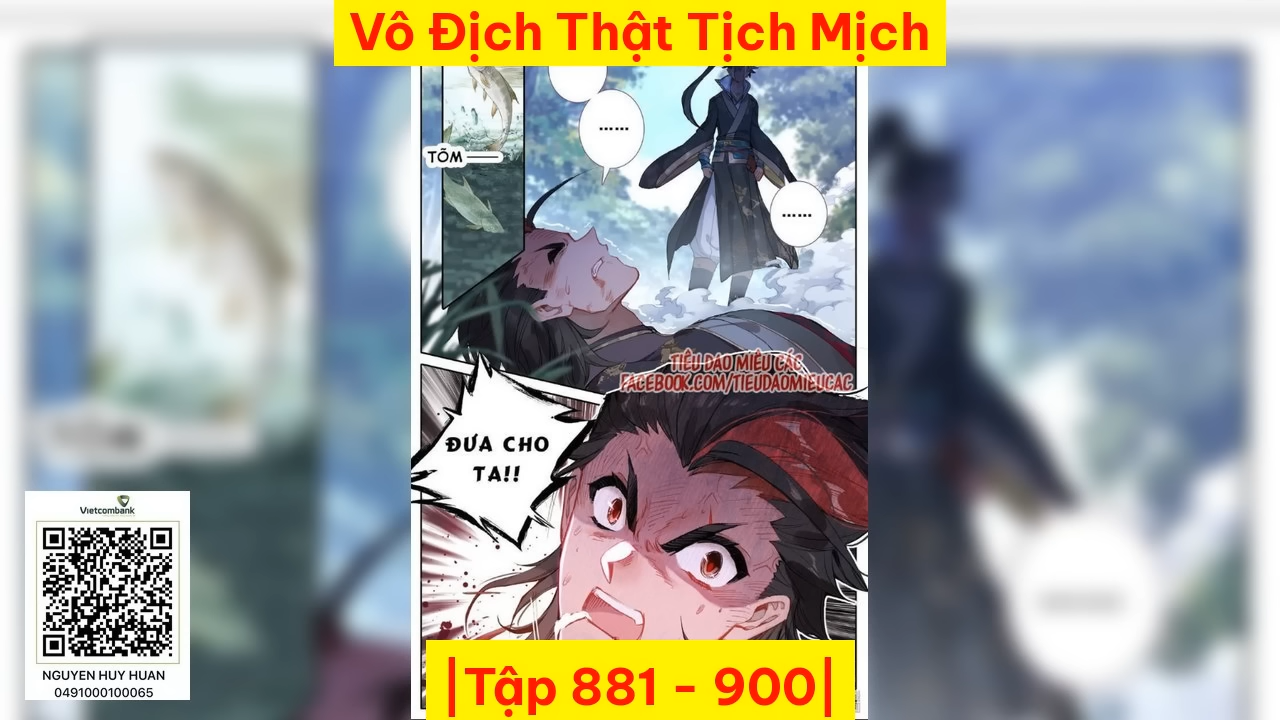 Vô Địch Thật Tịch Mịch
......
TÕM
......
TIÊU DAO MIÊU CÁC
FACEBOOK.COM/TIEUDAOMIEUCAC
ĐƯA CHO
TA!!
Vietcombank
NGUYEN HUY HUAN
0491000100065
|Tập 881 - 900|